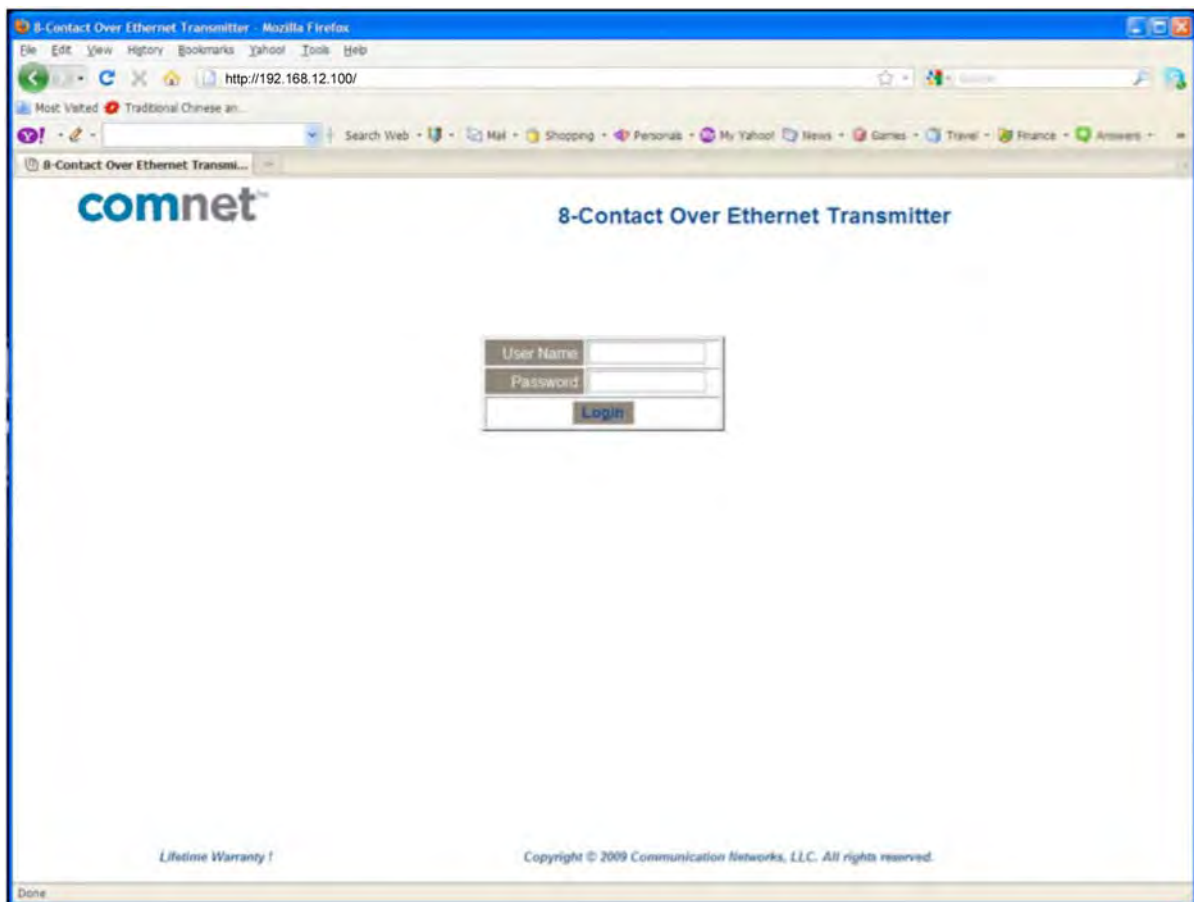 8-Contact Over Ethernet Transmitter - Mozilla Firefox
File Edit View History Bookmarks Yahoo! Tools Help
http://192.168.12.100/
Most Visited Traditional Chinese an...
Y! Search Web Mail Shopping Personals My Yahoo! News Games Travel Finance Answers
8-Contact Over Ethernet Transmi...
comnet™
8-Contact Over Ethernet Transmitter
User Name
Password
Login
Lifetime Warranty !
Copyright © 2009 Communication Networks, LLC. All rights reserved.
Done